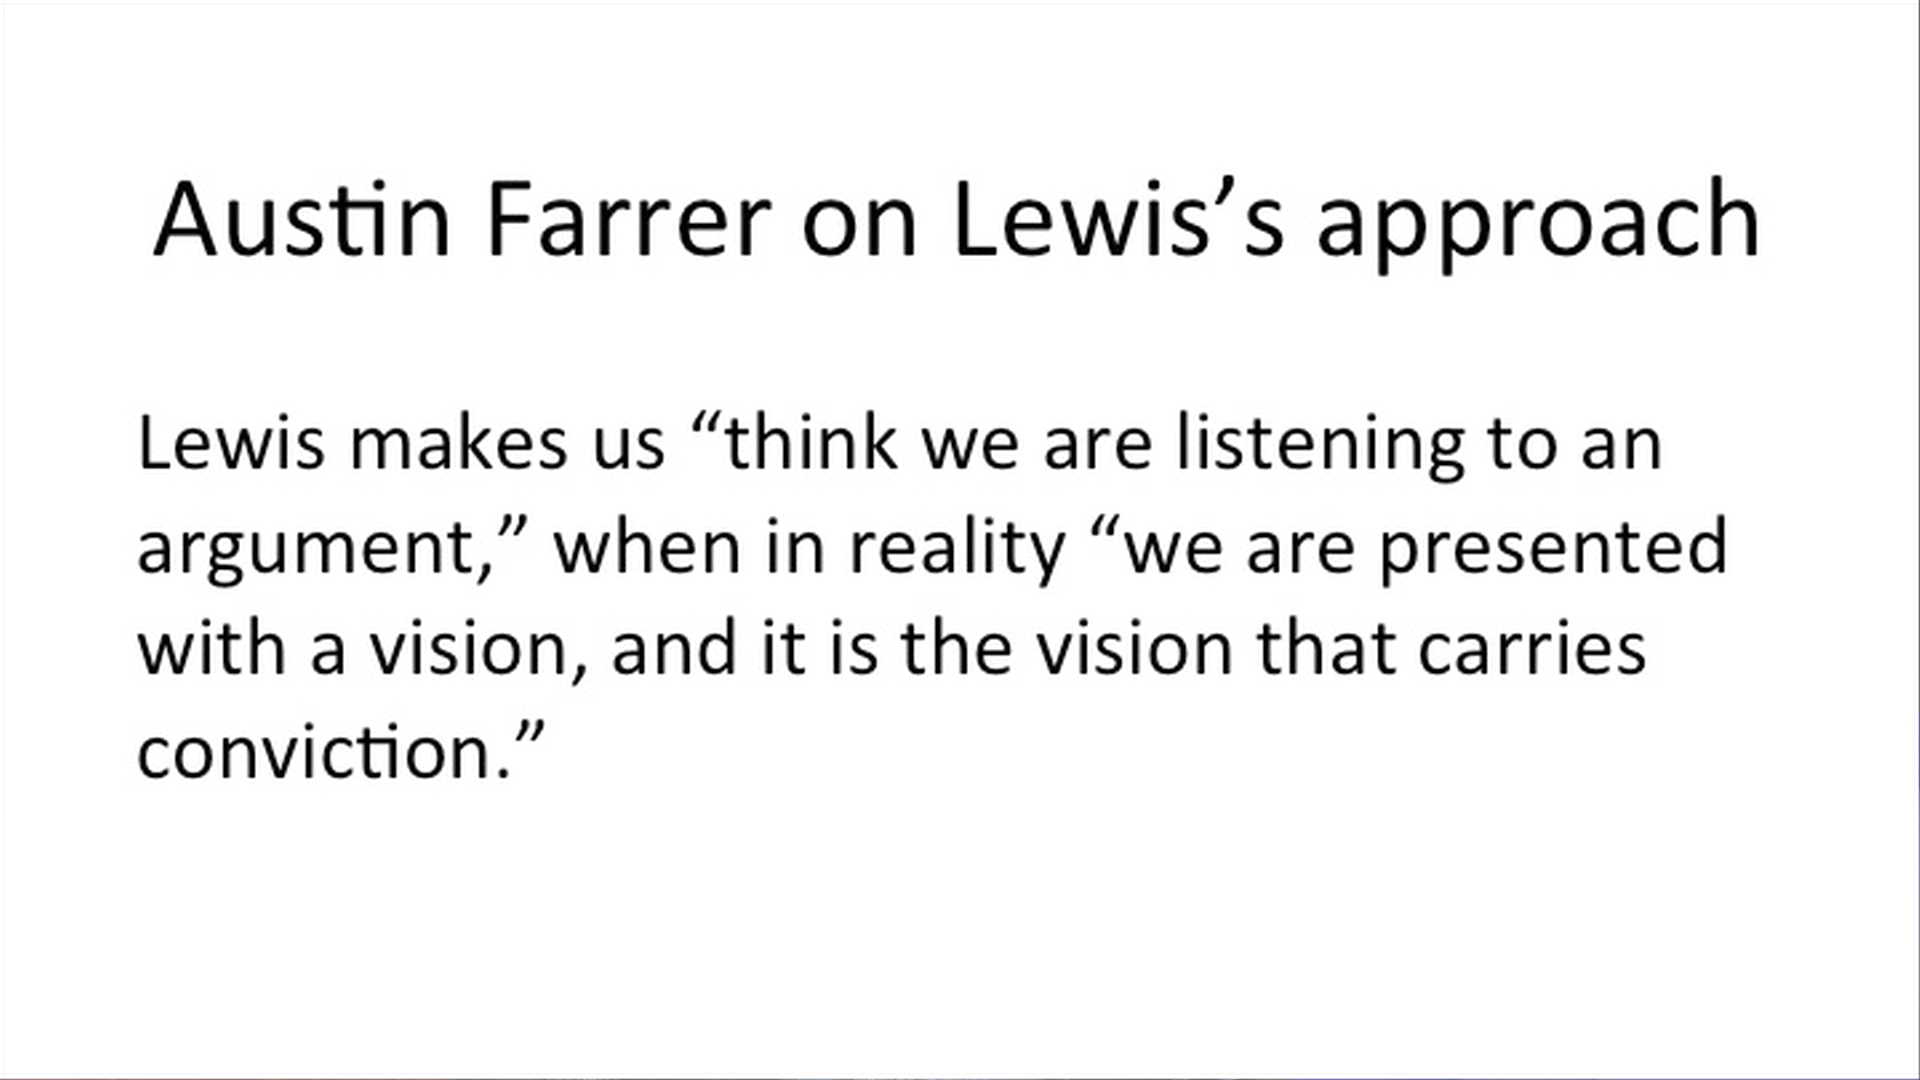 Austin Farrer on Lewis’s approach
Lewis makes us “think we are listening to an
argument,” when in reality “we are presented
with a vision, and it is the vision that carries
conviction.”